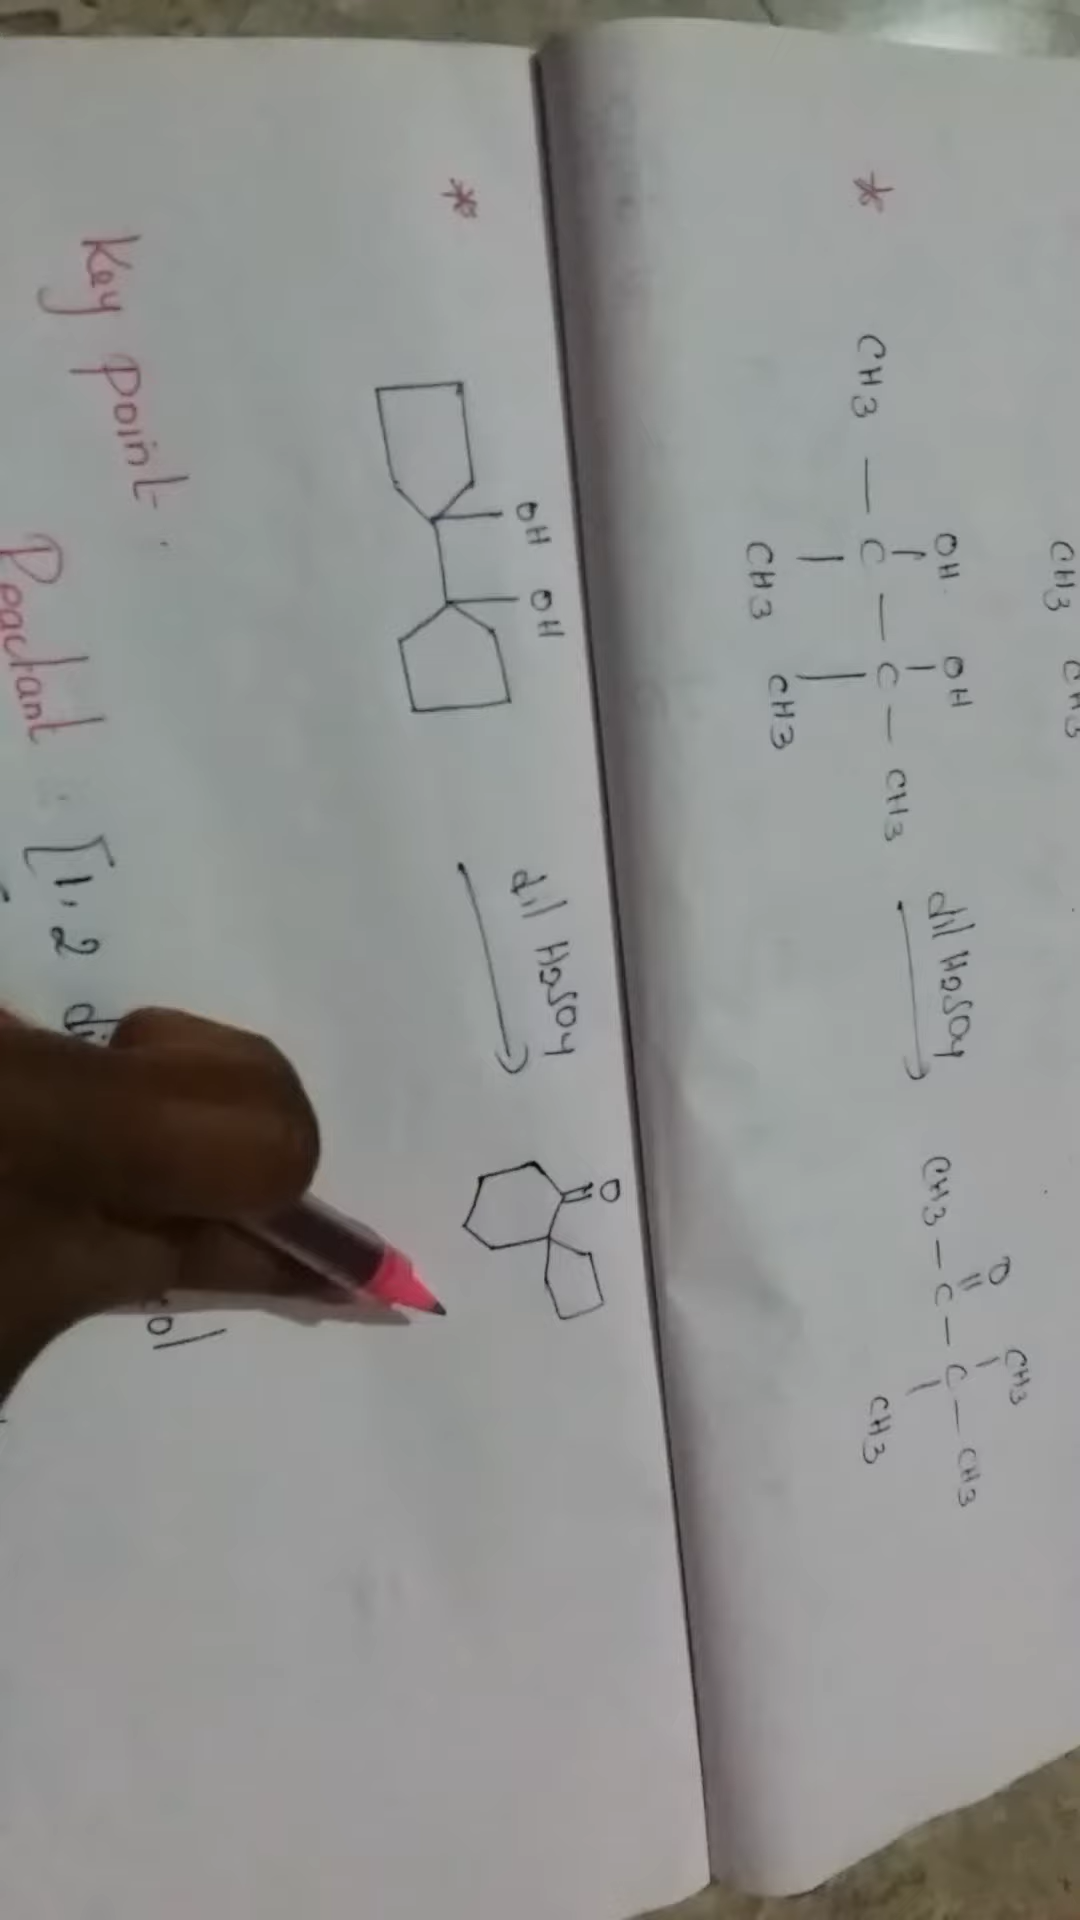 CH3 CH3
OH OH
* CH3 — C — C — CH3 dil H2SO4 CH3 — C — C — CH3
CH3 CH3
O CH3
CH3
OH OH
* dil H2SO4
O
Key point:
Reactant [1, 2